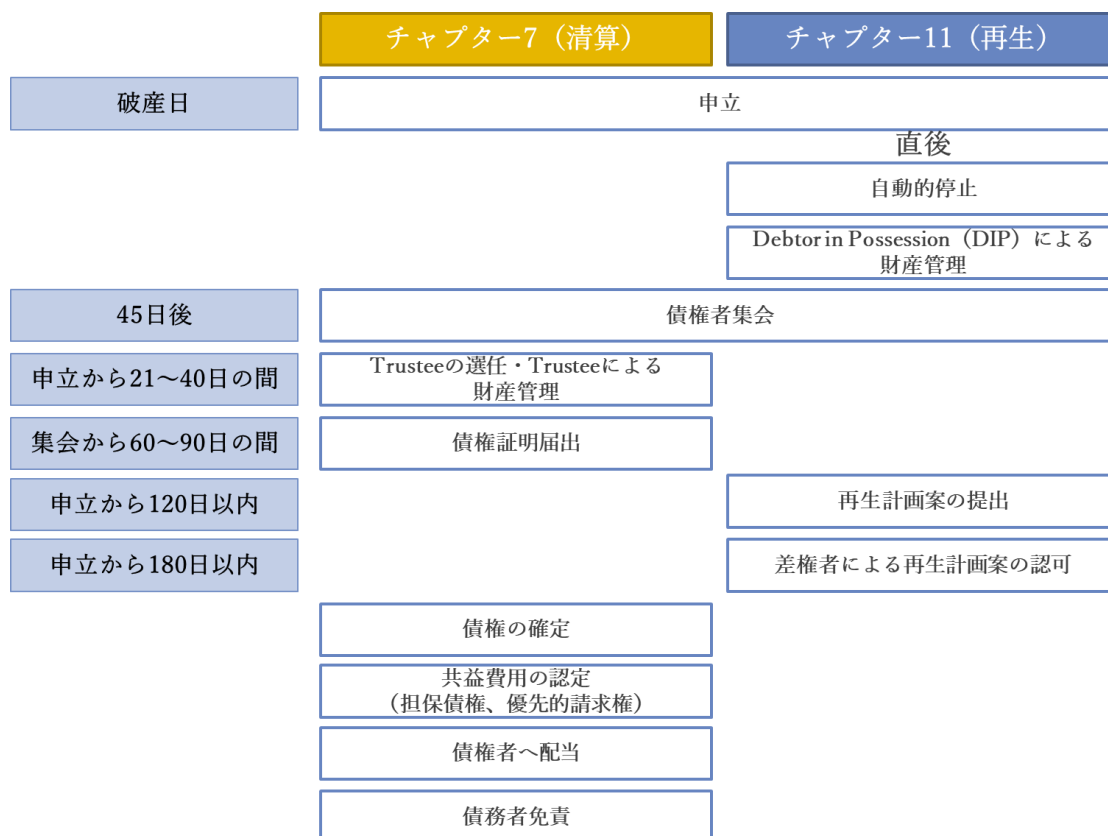 チャプター7（清算）
チャプター11（再生）
破産日
申立
直後
自動的停止
Debtor in Possession（DIP）による
財産管理
45日後
債権者集会
申立から21～40日の間
Trusteeの選任・Trusteeによる
財産管理
集会から60～90日の間
債権証明届出
申立から120日以内
再生計画案の提出
申立から180日以内
差権者による再生計画案の認可
債権の確定
共益費用の認定
（担保債権、優先的請求権）
債権者へ配当
債務者免責